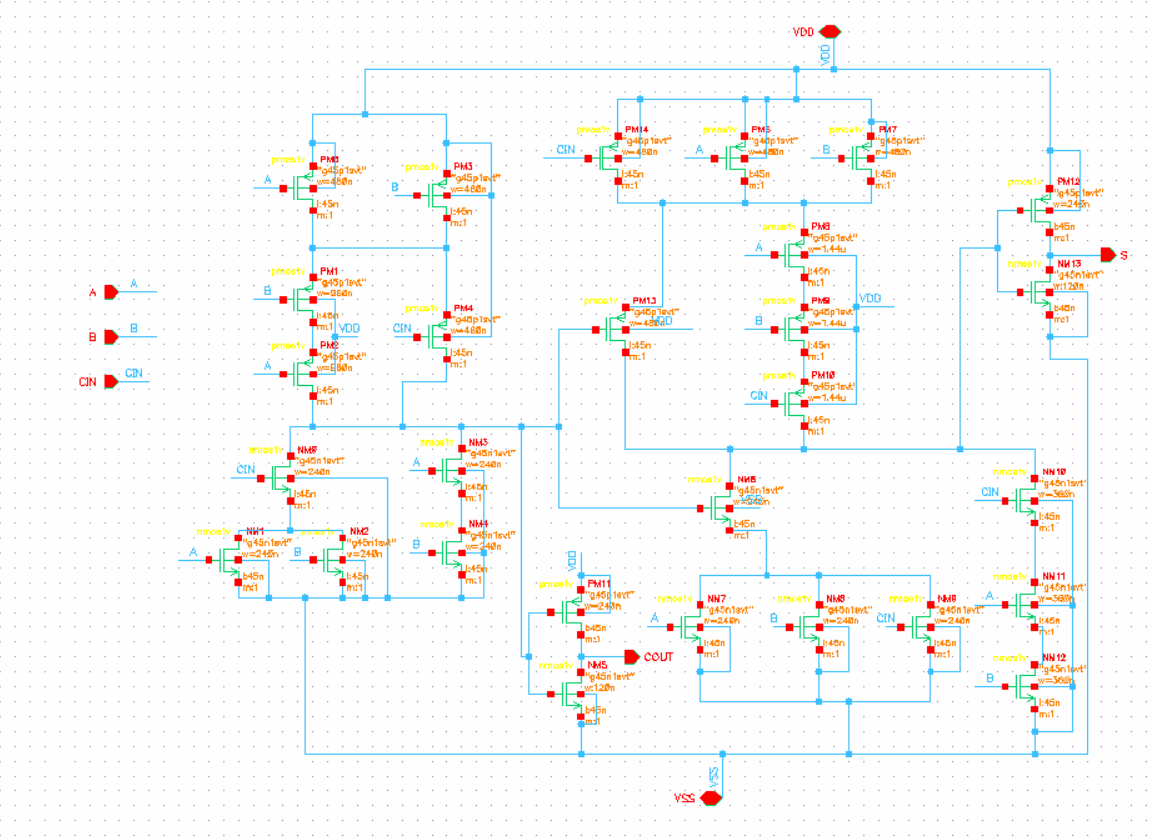 VDD
VDD
pmos1v
PM0
"g45p1svt"
A
w=480n
l:45n
m:1
pmos1v
PM3
"g45p1svt"
B
w=480n
l:45n
m:1
CIN
pmos1v
PM14
"g45p1svt"
w=480n
l:45n
m:1
A
pmos1v
"g45p1svt"
w=480n
l:45n
m:1
B
pmos1v
PM7
"g45p1svt"
w=480n
l:45n
m:1
pmos1v
PM12
"g45p1svt"
w=240n
l:45n
m:1
S
nmos1v
NM13
"g45n1svt"
w:120n
l:45n
m:1
A
A
B
B
CIN
CIN
pmos1v
PM1
"g45p1svt"
B
l:45n
m:1
VDD
pmos1v
PM2
"g45p1svt"
A
l:45n
m:1
pmos1v
PM4
"g45p1svt"
CIN
w=480n
l:45n
m:1
pmos1v
PM13
"g45p1svt"
w=480n
VDD
l:45n
m:1
pmos1v
PM8
"g45p1svt"
A
w=1.44u
l:45n
m:1
pmos1v
PM9
"g45p1svt"
B
w=1.44u
l:45n
m:1
VDD
pmos1v
PM10
"g45p1svt"
CIN
w=1.44u
l:45n
m:1
nmos1v
"g45n1svt"
CIN
w=240n
l:45n
m:1
nmos1v
NM3
"g45n1svt"
A
w=240n
l:45n
m:1
nmos1v
NM1
"g45n1svt"
A
w=240n
l:45n
m:1
nmos1v
NM2
"g45n1svt"
B
w=240n
l:45n
m:1
nmos1v
NM4
"g45n1svt"
B
w=240n
l:45n
m:1
nmos1v
"g45n1svt"
w=240n
VSS
l:45n
m:1
VDD
pmos1v
PM11
"g45p1svt"
w=240n
l:45n
m:1
COUT
nmos1v
NM5
"g45n1svt"
w:120n
l:45n
m:1
nmos1v
NM7
"g45n1svt"
A
w=240n
l:45n
m:1
nmos1v
NM8
"g45n1svt"
B
w=240n
l:45n
m:1
nmos1v
NM9
"g45n1svt"
CIN
w=240n
l:45n
m:1
nmos1v
NM10
"g45n1svt"
CIN
w=360n
l:45n
m:1
nmos1v
NM11
"g45n1svt"
A
w=360n
l:45n
m:1
nmos1v
NM12
"g45n1svt"
B
w=360n
l:45n
m:1
VSS
VSS